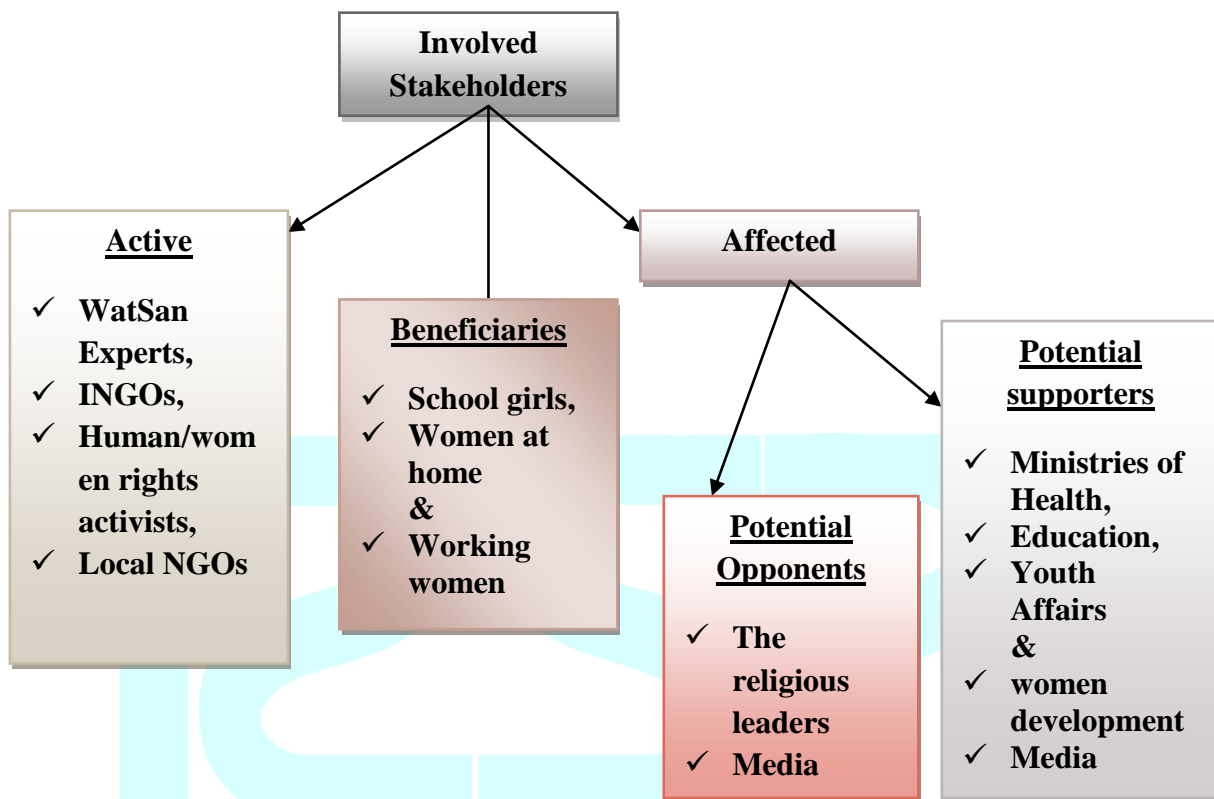 Involved
Stakeholders
Active
✓ WatSan
Experts,
✓ INGOs,
✓ Human/wom
en rights
activists,
✓ Local NGOs
Beneficiaries
✓ School girls,
✓ Women at
home
&
✓ Working
women
Affected
Potential
Opponents
✓ The
religious
leaders
✓ Media
Potential
supporters
✓ Ministries of
Health,
✓ Education,
✓ Youth
Affairs
&
✓ women
development
✓ Media